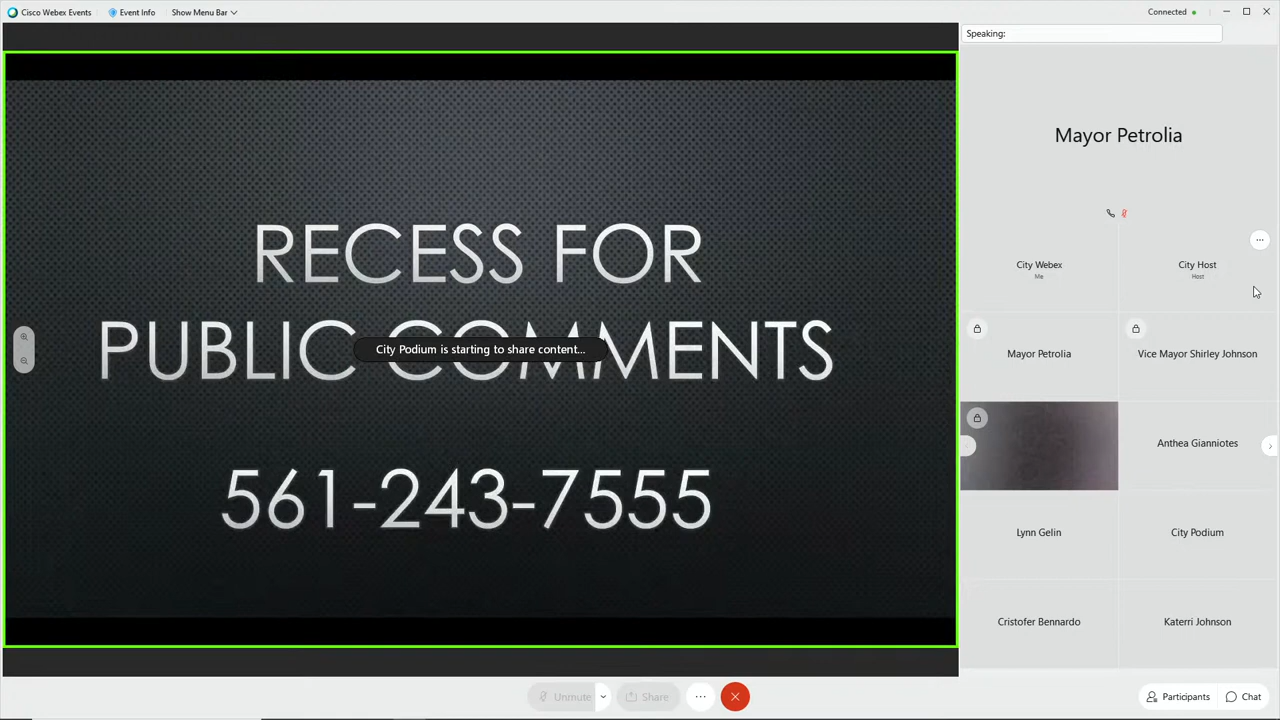 Cisco Webex Events
Event Info
Show Menu Bar
Connected
Speaking:
RECESS FOR
PUBLIC COMMENTS
City Podium is starting to share content...
561-243-7555
Mayor Petrolia
City Webex
Me
City Host
Host
Mayor Petrolia
Vice Mayor Shirley Johnson
Anthea Gianniotes
Lynn Gelin
City Podium
Cristofer Bennardo
Katerri Johnson
Unmute
Share
Participants
Chat